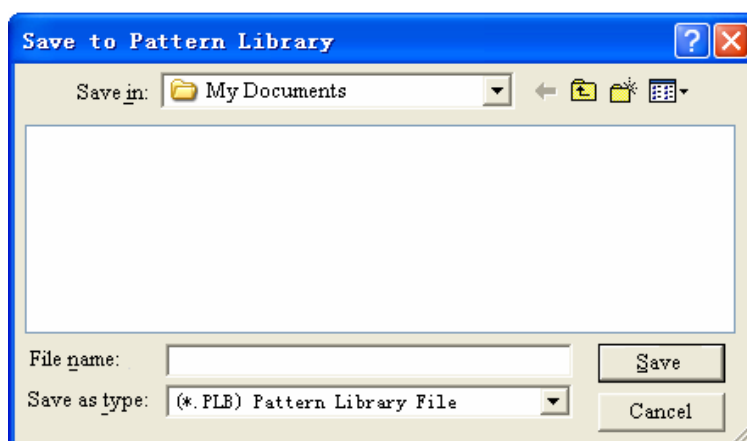 Save to Pattern Library
Save in: My Documents
File name:
Save
Save as type: (*.PLB) Pattern Library File
Cancel